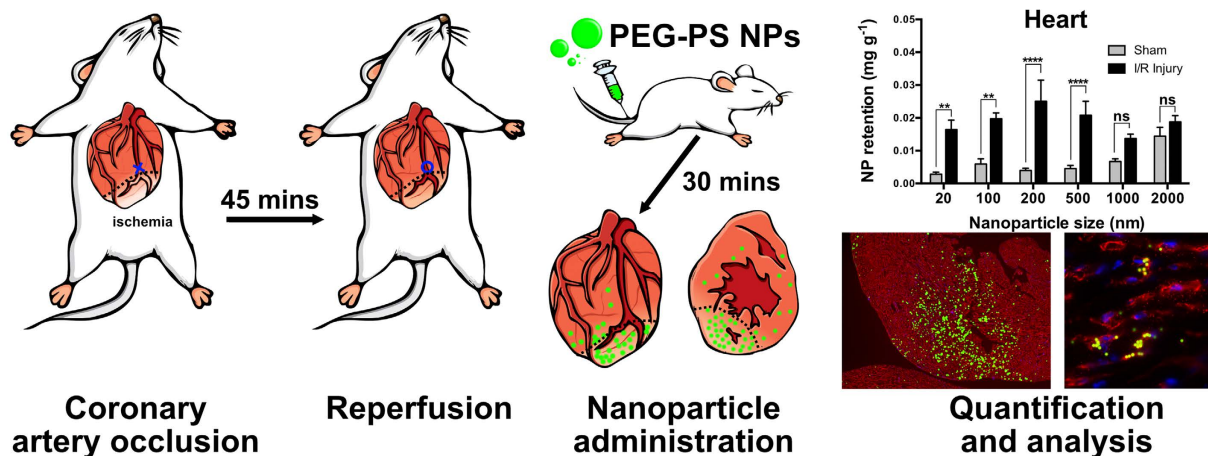 ischemia
45 mins
Coronary
artery occlusion
Reperfusion
PEG-PS NPs
30 mins
Nanoparticle
administration
Heart
NP retention (mg g⁻¹)
0.05
0.04
0.03
0.02
0.01
0.00
Sham
I/R Injury
** ** **** **** ns ns
20 100 200 500 1000 2000
Nanoparticle size (nm)
Quantification
and analysis